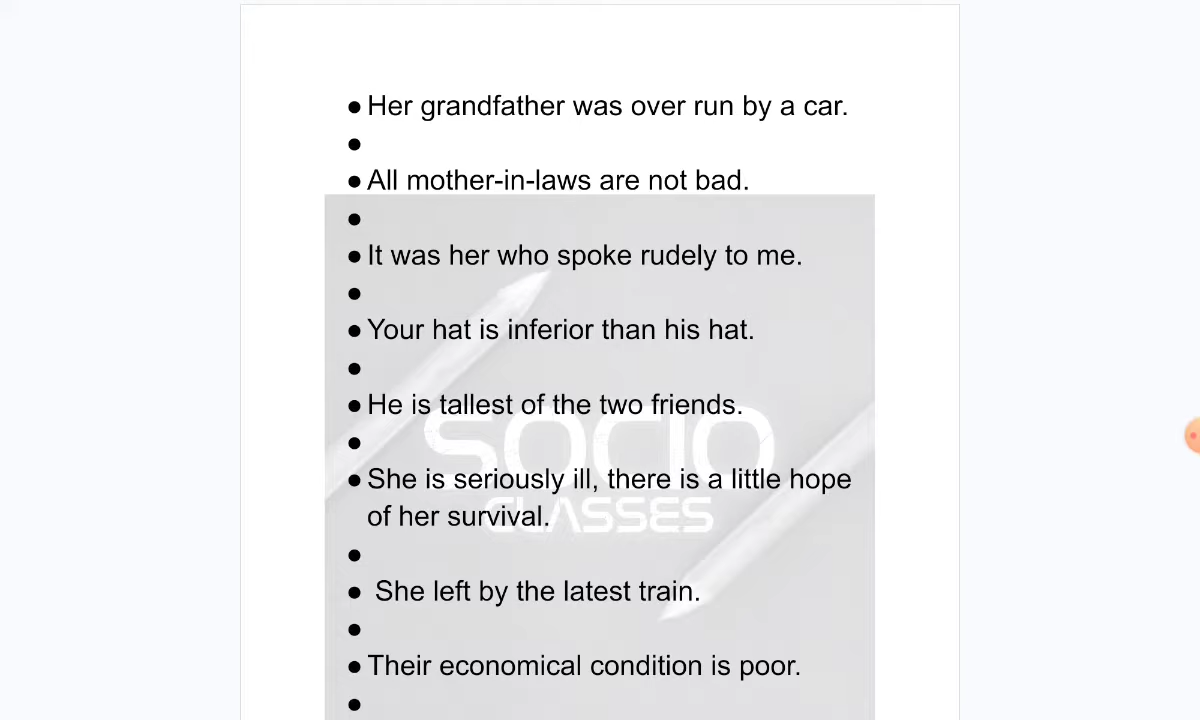 ● Her grandfather was over run by a car.
●
● All mother-in-laws are not bad.
●
● It was her who spoke rudely to me.
●
● Your hat is inferior than his hat.
●
● He is tallest of the two friends.
●
SOCIO
● She is seriously ill, there is a little hope
of her survival.
CLASSES
●
● She left by the latest train.
●
● Their economical condition is poor.
●